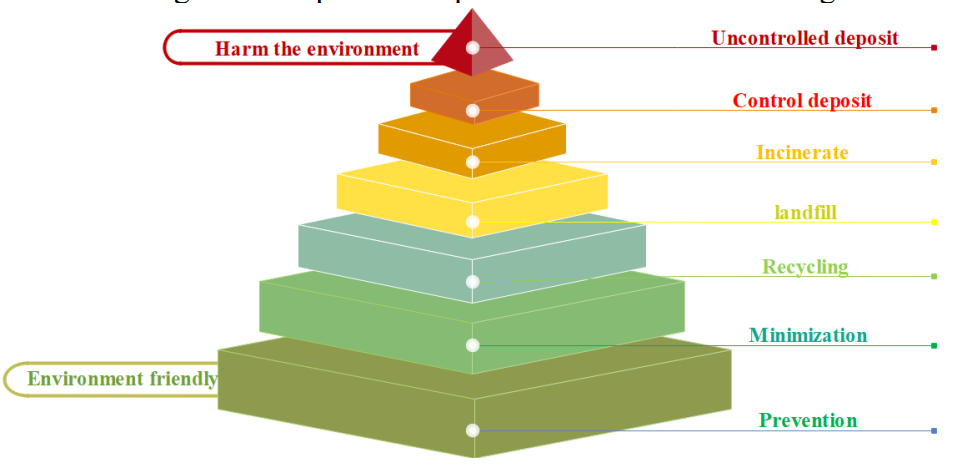 Harm the environment
Uncontrolled deposit
Control deposit
Incinerate
landfill
Recycling
Minimization
Environment friendly
Prevention